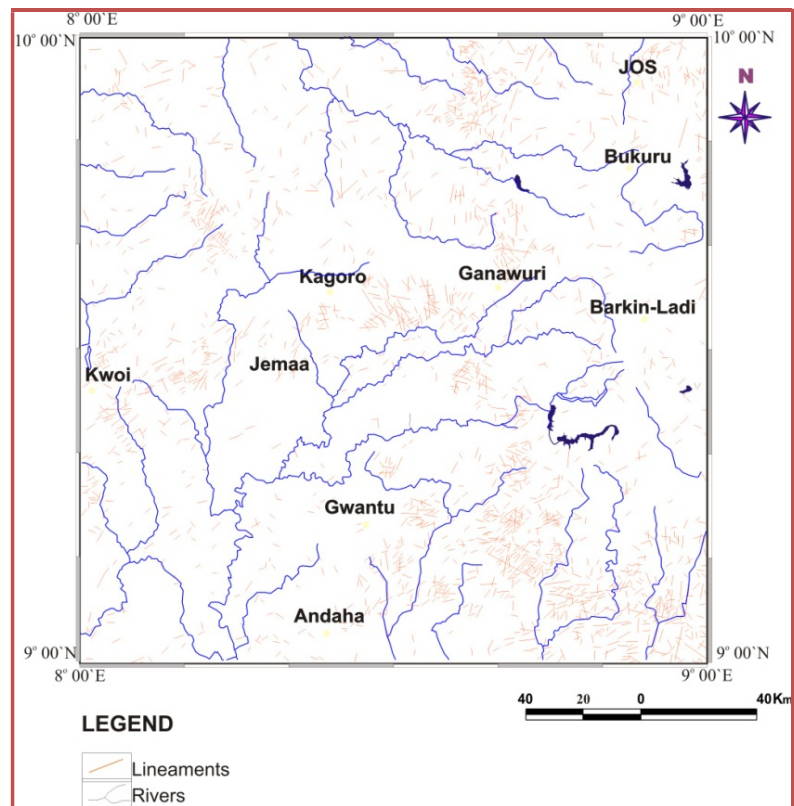 8° 00`E
9° 00`E
10° 00`N
10° 00`N
JOS
N
Bukuru
Kagoro
Ganawuri
Barkin-Ladi
Jemaa
Kwoi
Gwantu
Andaha
9° 00`N
9° 00`N
8° 00`E
9° 00`E
40 20 0 40Km
LEGEND
Lineaments
Rivers